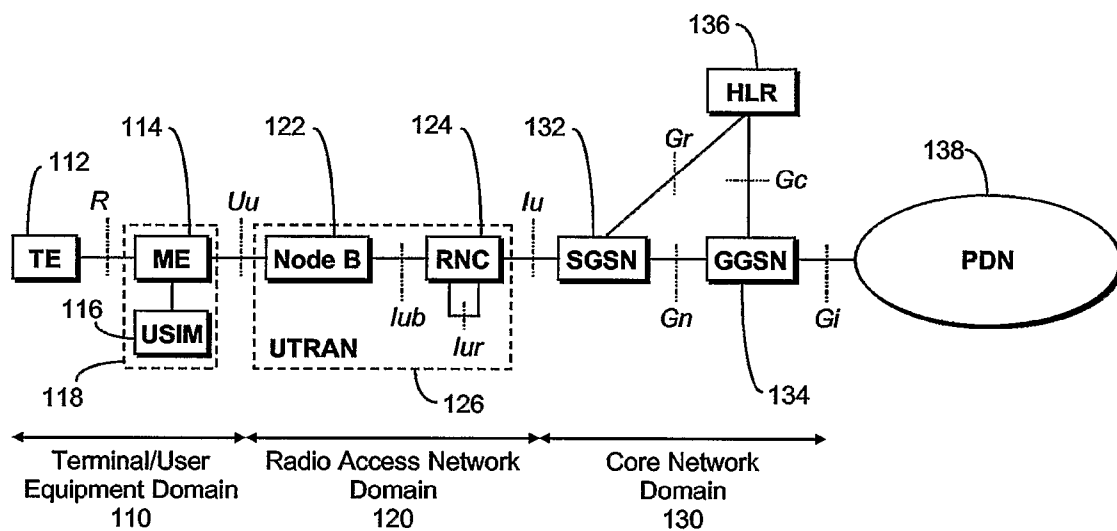 136
HLR
114
122
124
132
Gr
138
112
Gc
R
Uu
Iu
TE
ME
Node B
RNC
SGSN
GGSN
PDN
116
USIM
Iub
Iur
Gn
Gi
UTRAN
118
126
134
Terminal/User
Equipment Domain
110
Radio Access Network
Domain
120
Core Network
Domain
130